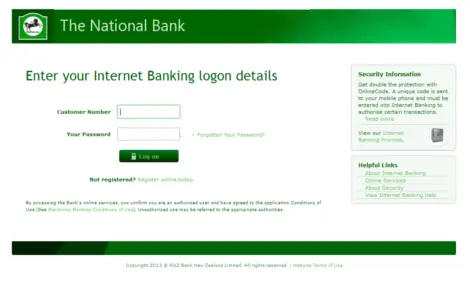 The National Bank
Enter your Internet Banking logon details
Customer Number
Your Password
Forgotten Your Password?
Log on
Not registered? Register online today.
By accessing the Bank's online services, you confirm you are an authorised user and have agreed to the application Conditions of
Use (See Electronic Banking Conditions of Use). Unauthorised use may be referred to the appropriate authorities.
Security Information
Get double the protection with
OnlineCode. A unique code is sent
to your mobile phone and must be
entered into Internet Banking to
authorise certain transactions.
Read more
View our Internet
Banking Promise.
Helpful Links
About Internet Banking
Online Services
About Security
View Internet Banking Help
Copyright 2013 © ANZ Bank New Zealand Limited. All rights reserved. | Website Terms of Use